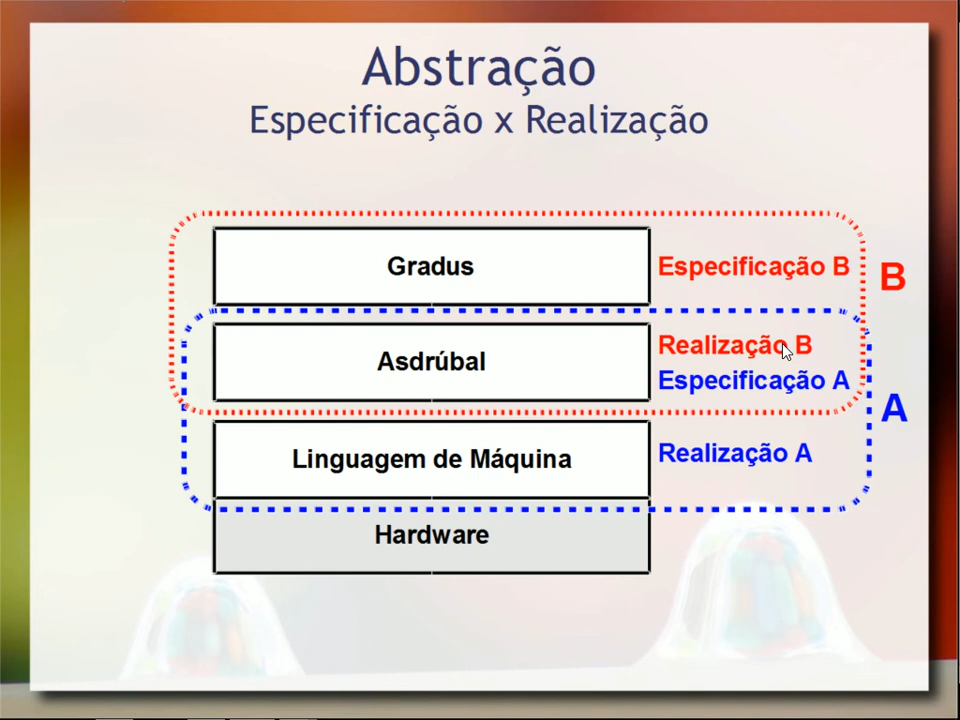 Abstração
Especificação x Realização
Gradus
Especificação B
B
Asdrúbal
Realização B
Especificação A
A
Linguagem de Máquina
Realização A
Hardware